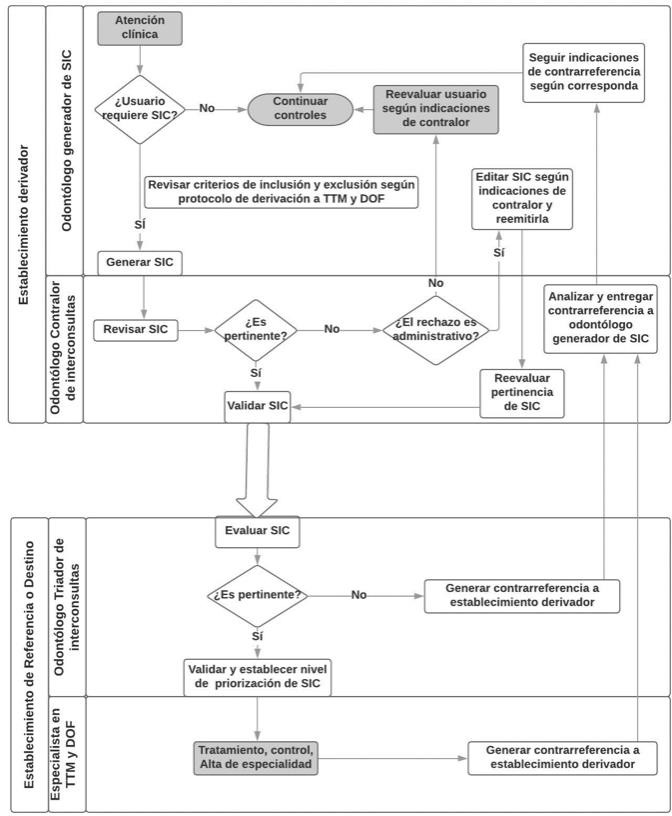 Establecimiento derivador
Odontólogo generador de SIC
Atención
clínica
¿Usuario
requiere SIC?
No
Continuar
controles
Reevaluar usuario
según indicaciones
de contralor
Seguir indicaciones
de contrarreferencia
según corresponda
Revisar criterios de inclusión y exclusión según
protocolo de derivación a TTM y DOF
Editar SIC según
indicaciones de
contralor y
reemitirla
SÍ
Sí
Generar SIC
Odontólogo Contralor
de interconsultas
Revisar SIC
¿Es
pertinente?
No
¿El rechazo es
administrativo?
No
Analizar y entregar
contrarreferencia a
odontólogo
generador de SIC
Sí
Validar SIC
Reevaluar
pertinencia
de SIC
Establecimiento de Referencia o Destino
Odontólogo Triador de
interconsultas
Evaluar SIC
¿Es pertinente?
No
Generar contrarreferencia a
establecimiento derivador
Sí
Validar y establecer nivel
de priorización de SIC
Especialista en
TTM y DOF
Tratamiento, control,
Alta de especialidad
Generar contrarreferencia a
establecimiento derivador